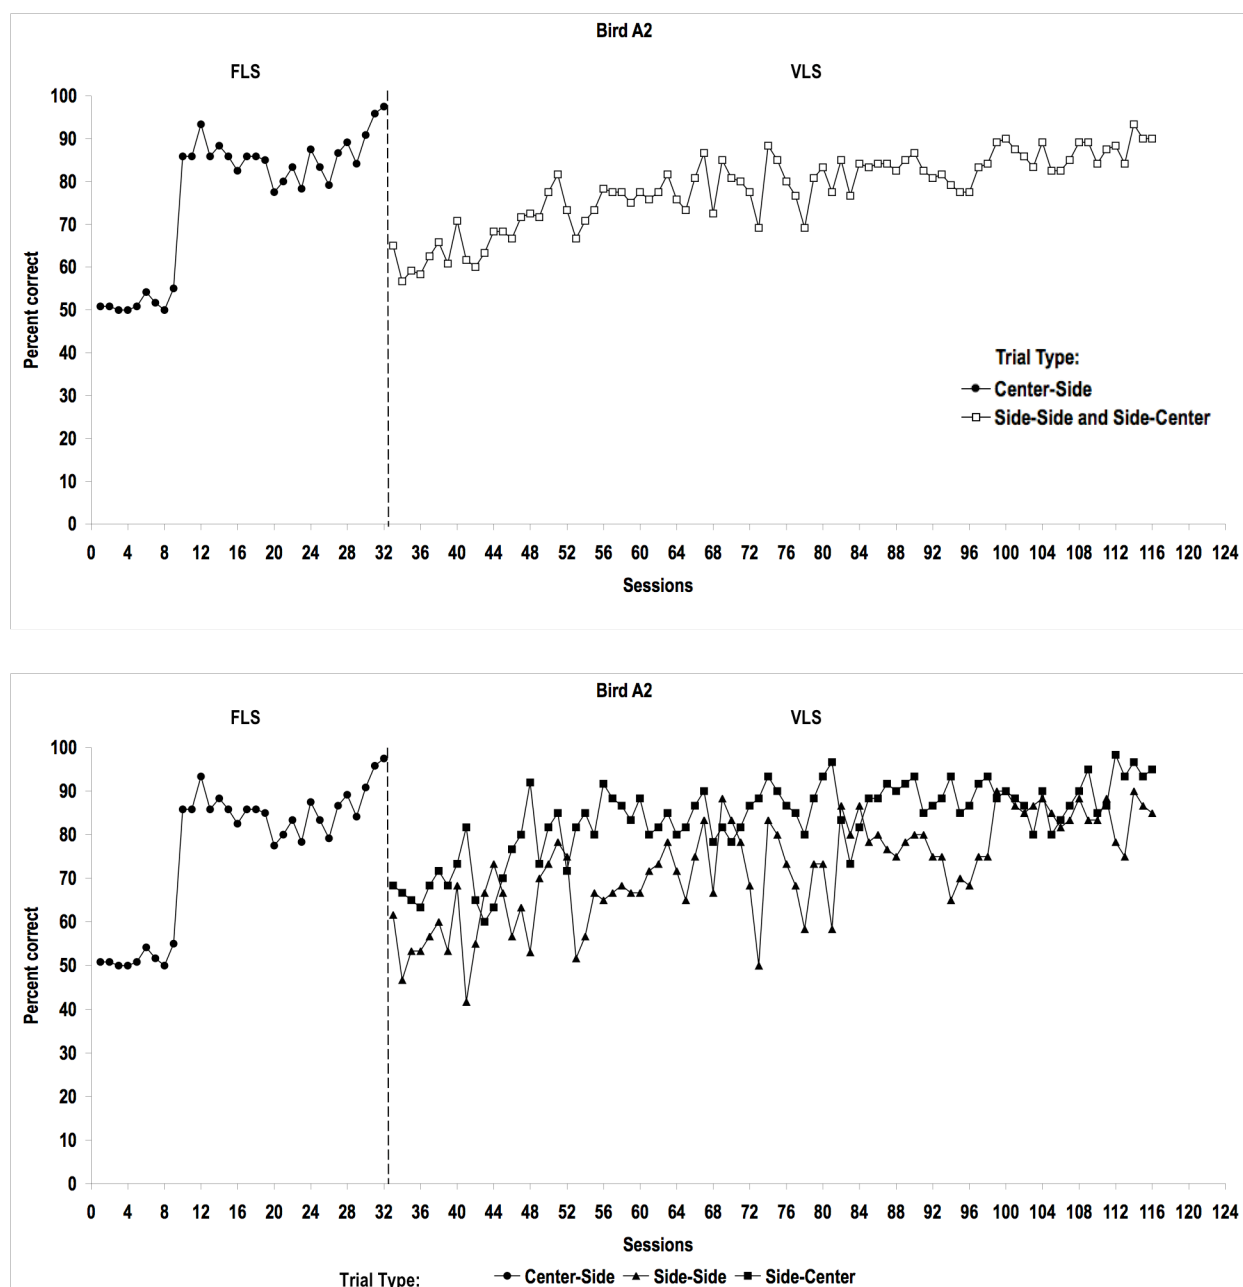 Bird A2
FLS VLS
100
90
80
70
60
50
40
30
20
10
0
Percent correct
Trial Type:
Center-Side
Side-Side and Side-Center
0 4 8 12 16 20 24 28 32 36 40 44 48 52 56 60 64 68 72 76 80 84 88 92 96 100 104 108 112 116 120 124
Sessions
Bird A2
FLS VLS
100
90
80
70
60
50
40
30
20
10
0
Percent correct
0 4 8 12 16 20 24 28 32 36 40 44 48 52 56 60 64 68 72 76 80 84 88 92 96 100 104 108 112 116 120 124
Sessions
Trial Type: Center-Side Side-Side Side-Center